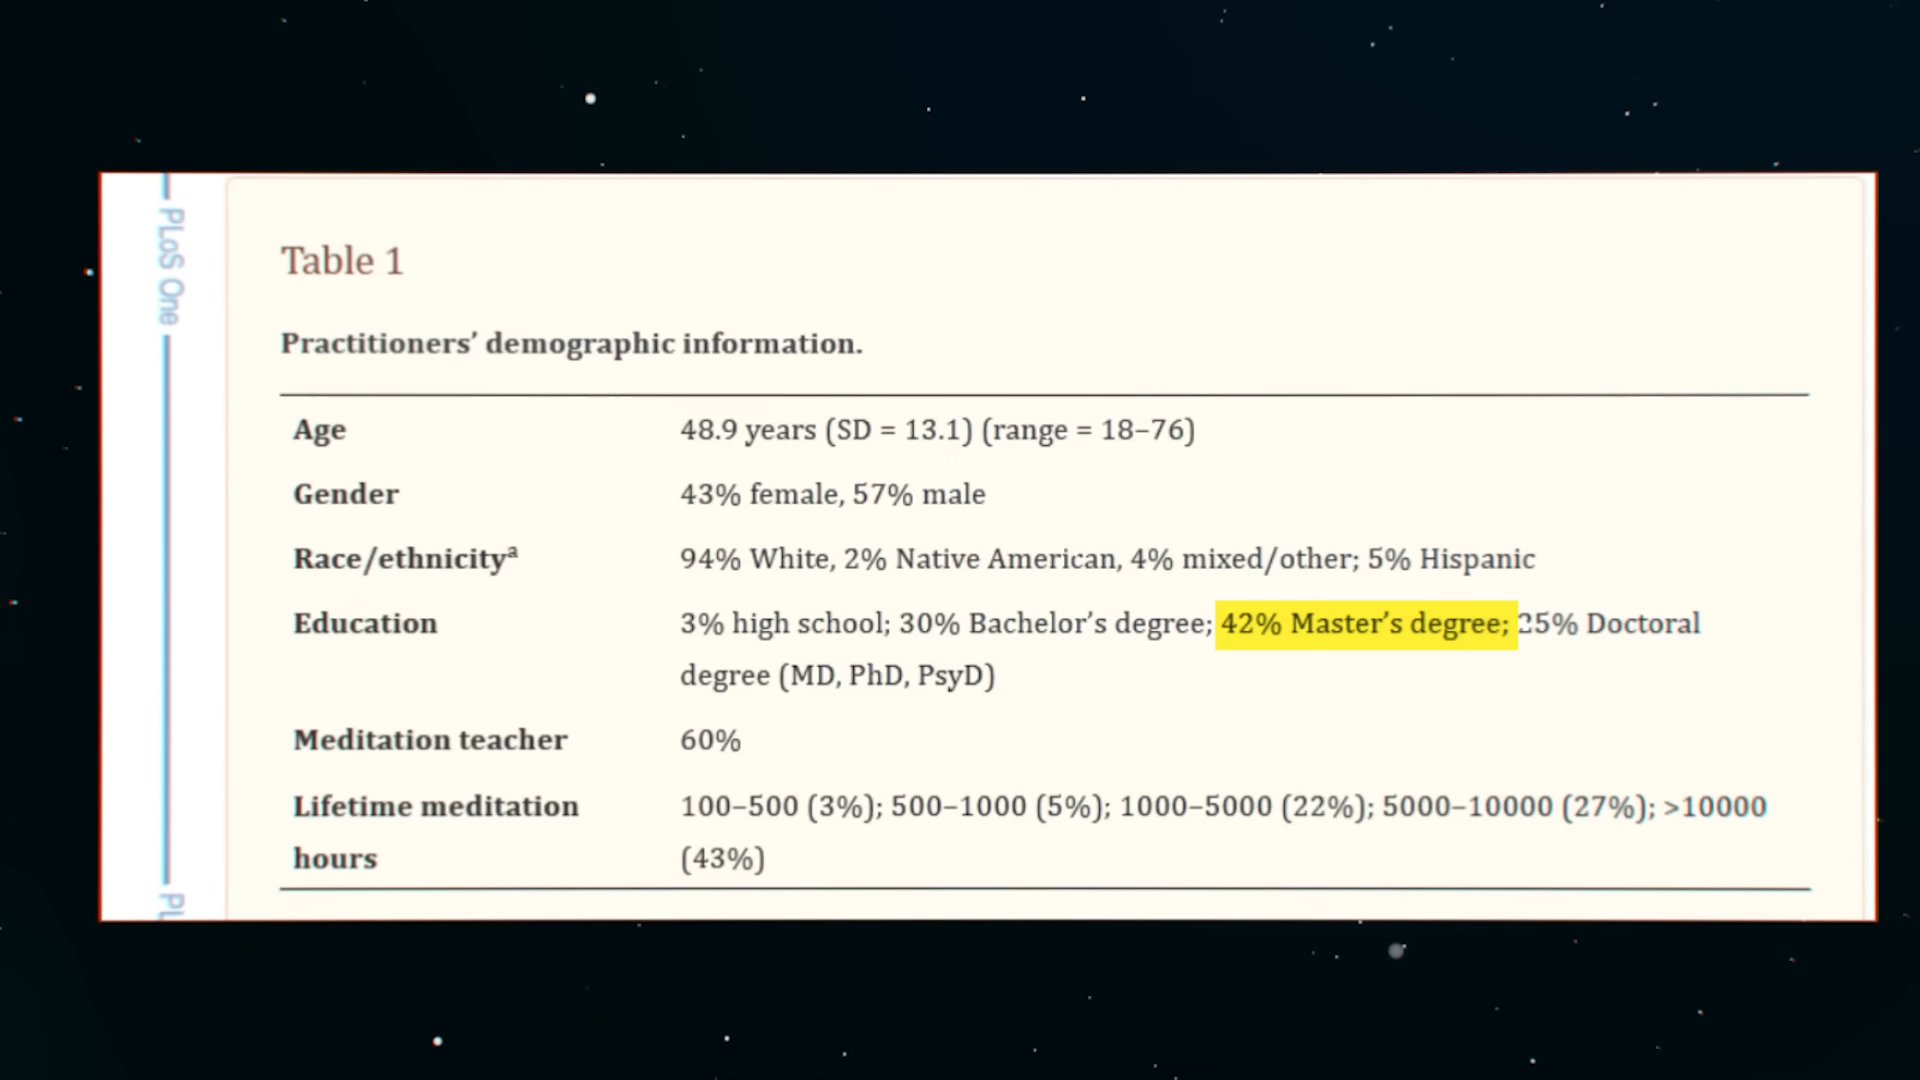 PLoS One
PL
Table 1
Practitioners’ demographic information.
Age 48.9 years (SD = 13.1) (range = 18–76)
Gender 43% female, 57% male
Race/ethnicityᵃ 94% White, 2% Native American, 4% mixed/other; 5% Hispanic
Education 3% high school; 30% Bachelor’s degree; 42% Master’s degree; 25% Doctoral
degree (MD, PhD, PsyD)
Meditation teacher 60%
Lifetime meditation 100–500 (3%); 500–1000 (5%); 1000–5000 (22%); 5000–10000 (27%); >10000
hours (43%)